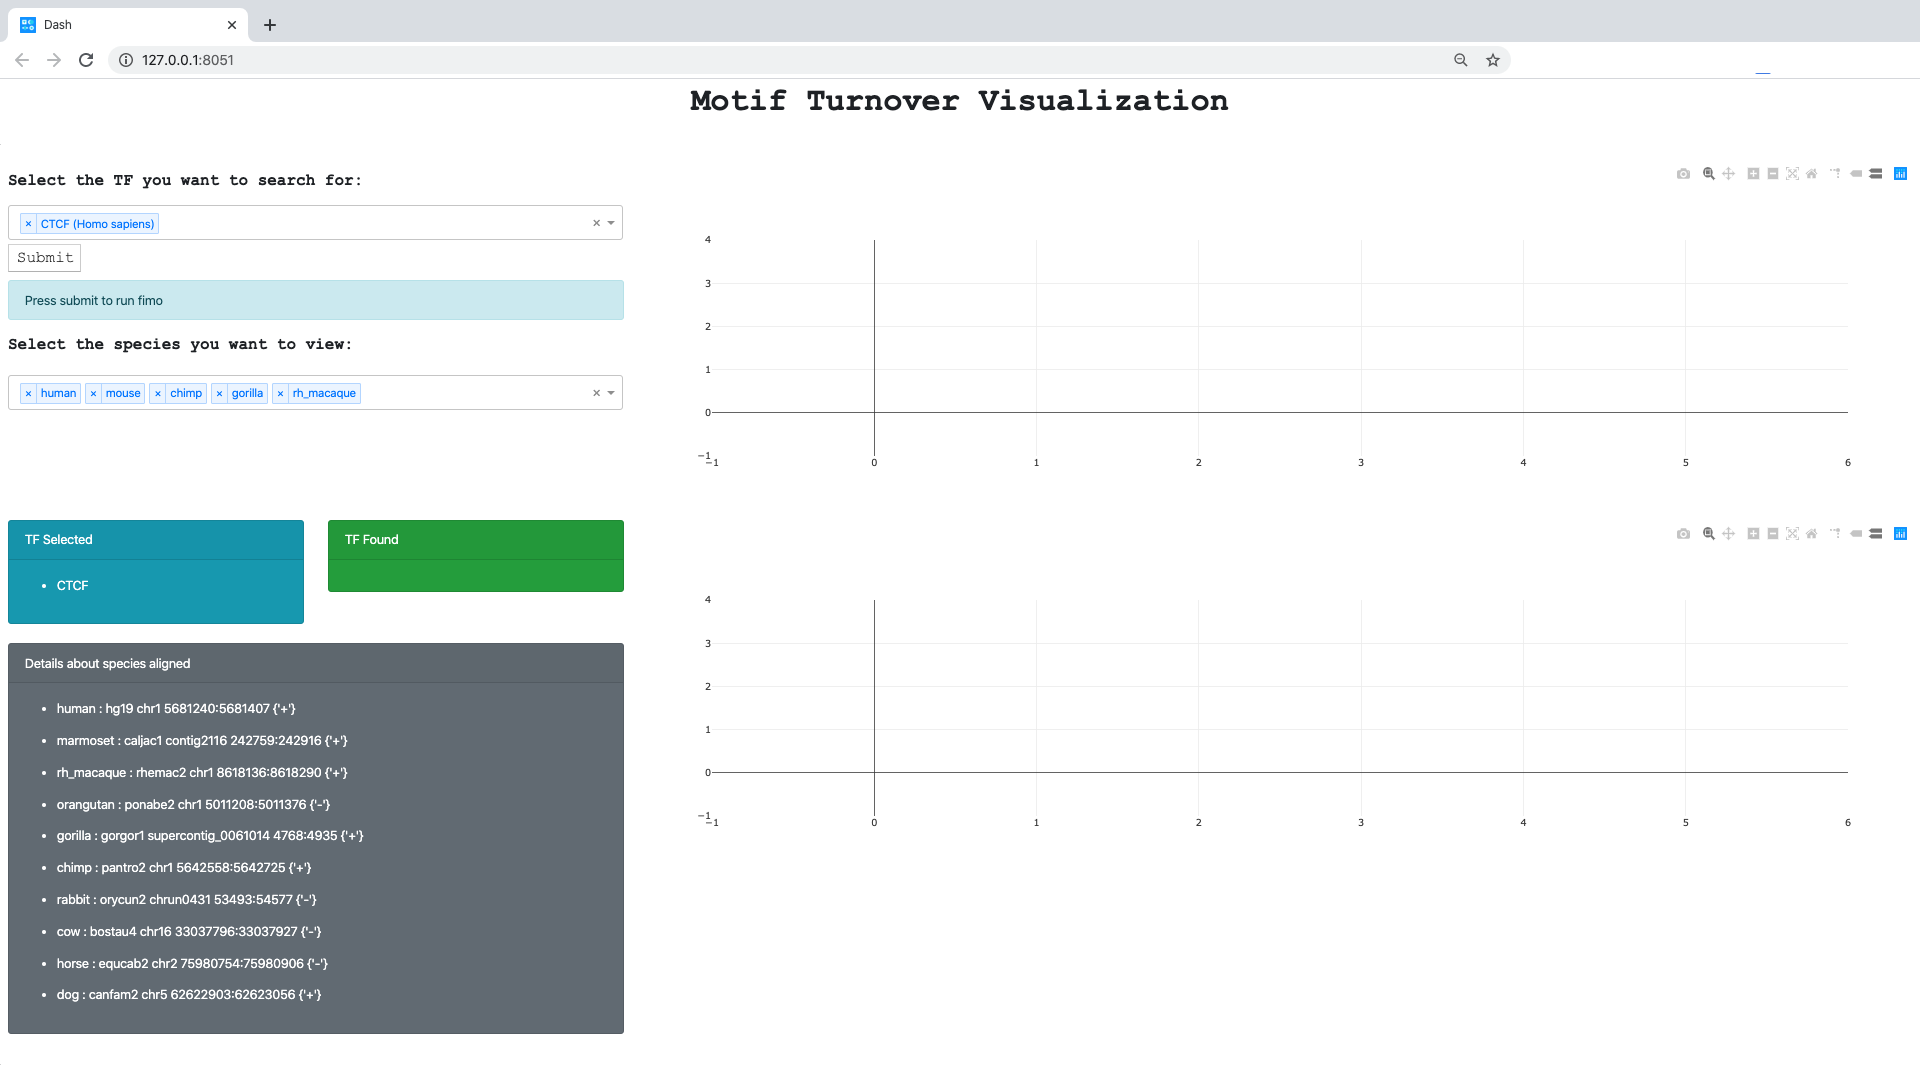 Dash
127.0.0.1:8051
Motif Turnover Visualization
Select the TF you want to search for:
× CTCF (Homo sapiens)
Submit
Press submit to run fimo
Select the species you want to view:
× human × mouse × chimp × gorilla × rh_macaque
4
3
2
1
0
−1
−1 0 1 2 3 4 5 6
TF Selected
CTCF
TF Found
4
3
2
1
0
−1
−1 0 1 2 3 4 5 6
Details about species aligned
human : hg19 chr1 5681240:5681407 {'+'}
marmoset : caljac1 contig2116 242759:242916 {'+'}
rh_macaque : rhemac2 chr1 8618136:8618290 {'+'}
orangutan : ponabe2 chr1 5011208:5011376 {'-'}
gorilla : gorgor1 supercontig_0061014 4768:4935 {'+'}
chimp : pantro2 chr1 5642558:5642725 {'+'}
rabbit : orycun2 chrun0431 53493:54577 {'-'}
cow : bostau4 chr16 33037796:33037927 {'-'}
horse : equcab2 chr2 75980754:75980906 {'-'}
dog : canfam2 chr5 62622903:62623056 {'+'}